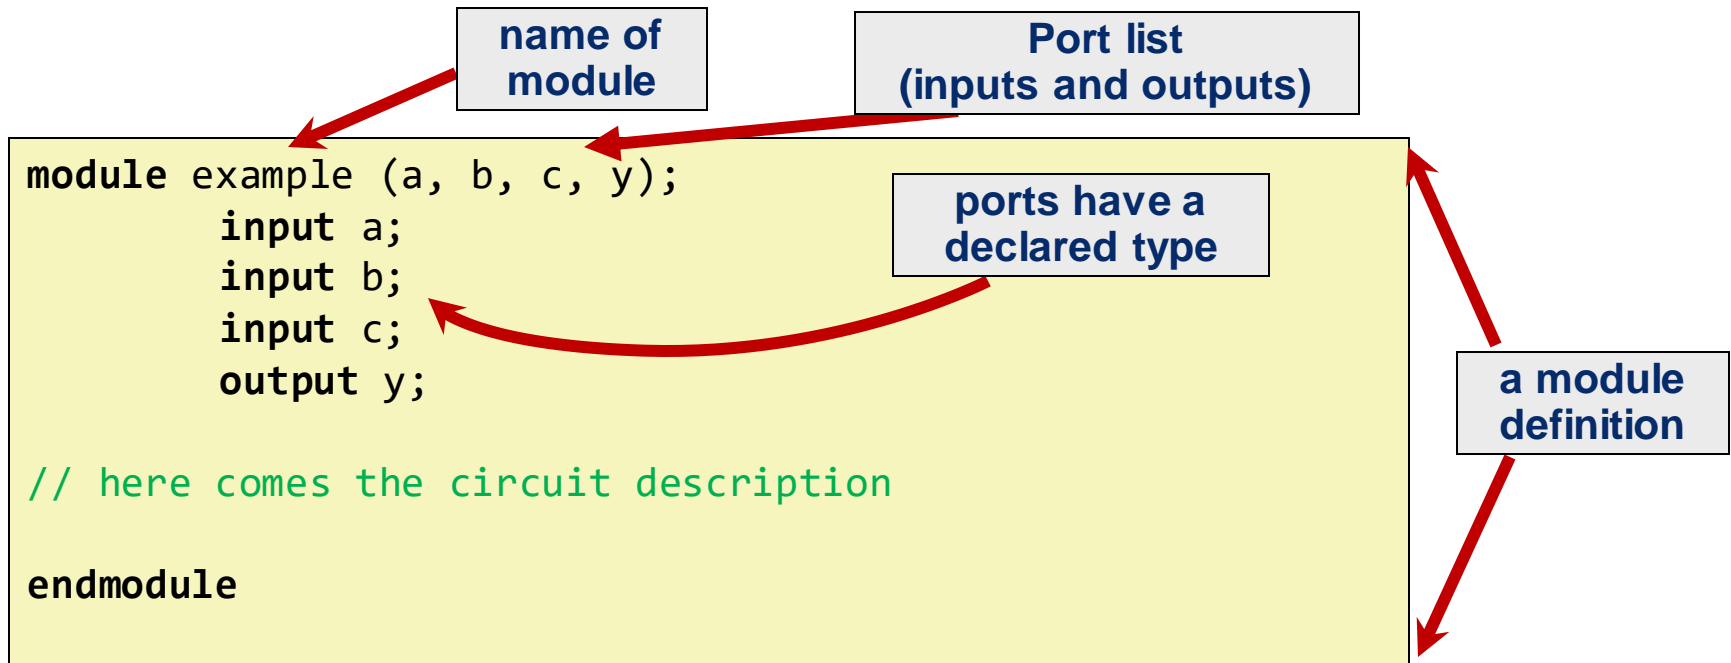 name of
module
Port list
(inputs and outputs)
module example (a, b, c, y);
input a;
input b;
input c;
output y;
ports have a
declared type
a module
definition
// here comes the circuit description
endmodule